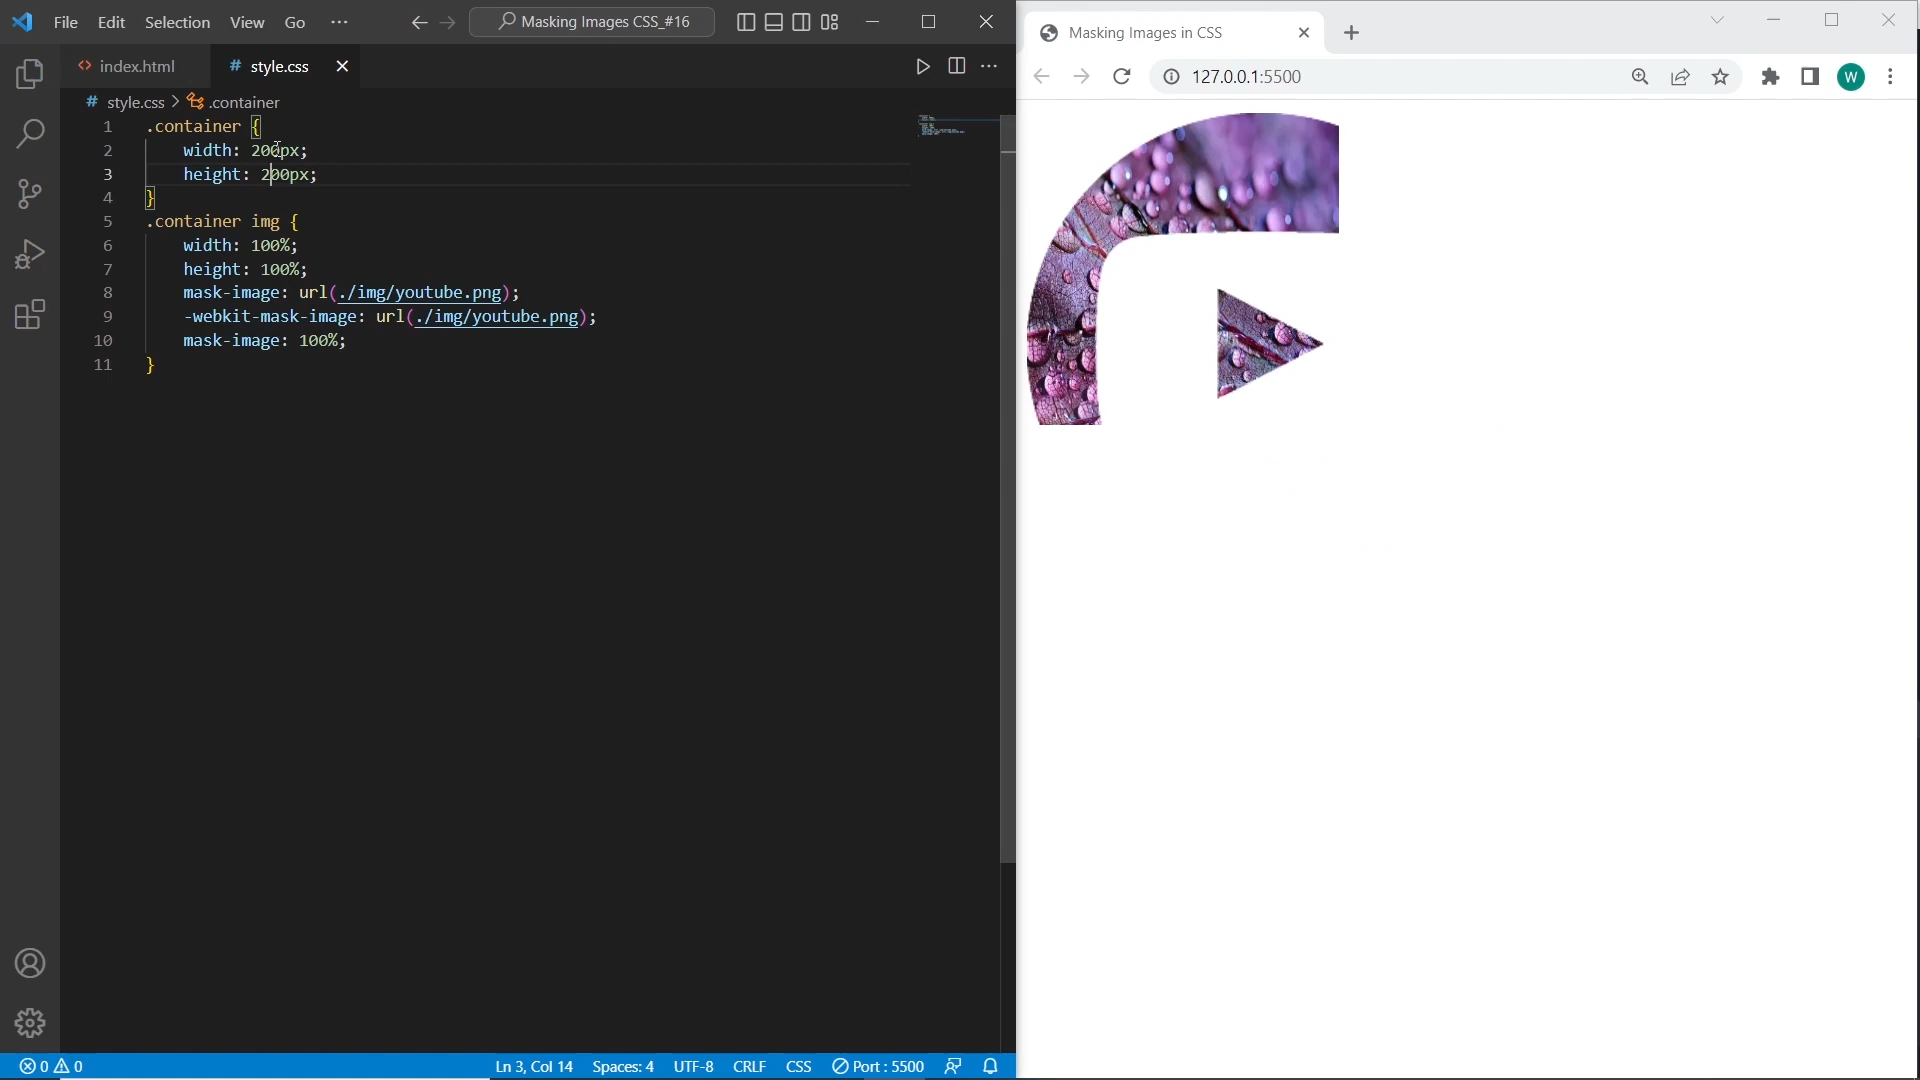 File Edit Selection View Go ··· Masking Images CSS_#16
index.html style.css
style.css > .container
1 .container {
2 width: 200px;
3 height: 200px;
4 }
5 .container img {
6 width: 100%;
7 height: 100%;
8 mask-image: url(./img/youtube.png);
9 -webkit-mask-image: url(./img/youtube.png);
10 mask-image: 100%;
11 }
0 0 Ln 3, Col 14 Spaces: 4 UTF-8 CRLF CSS Port : 5500
Masking Images in CSS
127.0.0.1:5500 W